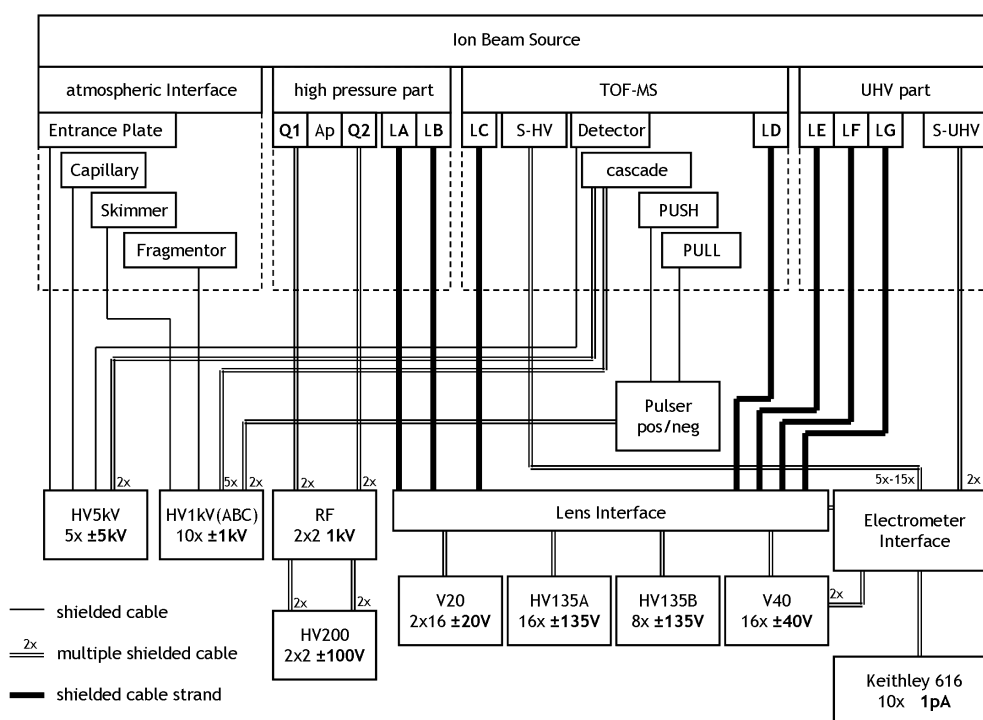 Ion Beam Source
atmospheric Interface
high pressure part
TOF-MS
UHV part
Entrance Plate
Q1
Ap
Q2
LA
LB
LC
S-HV
Detector
LD
LE
LF
LG
S-UHV
Capillary
cascade
Skimmer
PUSH
Fragmentor
PULL
Pulser
pos/neg
2x
5x
2x
2x
2x
5x-15x
2x
HV5kV
5x ±5kV
HV1kV(ABC)
10x ±1kV
RF
2x2 1kV
Lens Interface
Electrometer
Interface
2x
2x
2x
V20
2x16 ±20V
HV135A
16x ±135V
HV135B
8x ±135V
V40
16x ±40V
HV200
2x2 ±100V
Keithley 616
10x 1pA
shielded cable
2x
multiple shielded cable
shielded cable strand